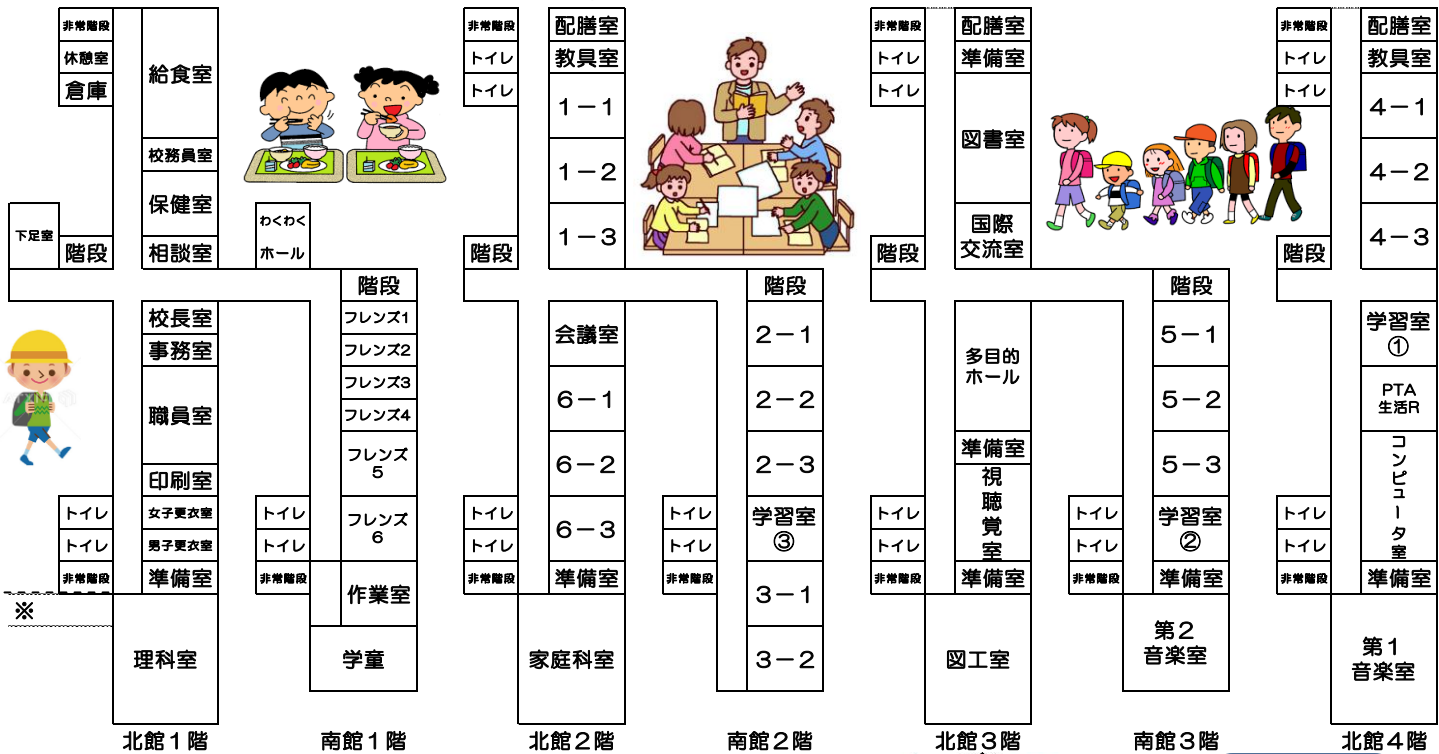 非常階段
休憩室
倉庫
給食室
校務員室
保健室
相談室
下足室
階段
わくわく
ホール
校長室
事務室
職員室
印刷室
女子更衣室
男子更衣室
準備室
トイレ
トイレ
非常階段
※
理科室
北館1階
階段
フレンズ1
フレンズ2
フレンズ3
フレンズ4
フレンズ
5
フレンズ
6
トイレ
トイレ
非常階段
作業室
学童
南館1階
非常階段
トイレ
トイレ
配膳室
教具室
1-1
1-2
1-3
階段
会議室
6-1
6-2
6-3
トイレ
トイレ
非常階段
準備室
家庭科室
北館2階
階段
2-1
2-2
2-3
学習室
③
トイレ
トイレ
非常階段
3-1
3-2
南館2階
非常階段
トイレ
トイレ
配膳室
準備室
図書室
国際
交流室
階段
多目的
ホール
準備室
視聴覚室
トイレ
トイレ
非常階段
準備室
図工室
北館3階
階段
5-1
5-2
5-3
学習室
②
トイレ
トイレ
非常階段
準備室
第2
音楽室
南館3階
非常階段
トイレ
トイレ
配膳室
教具室
4-1
4-2
4-3
階段
学習室
①
PTA
生活R
コンピュータ室
トイレ
トイレ
非常階段
準備室
第1
音楽室
北館4階